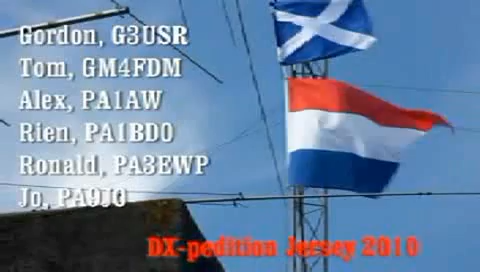 Gordon, G3USR
Tom, GM4FDM
Alex, PA1AW
Rien, PA1BDO
Ronald, PA3EWP
Jo, PA9JO
DX-pedition Jersey 2010